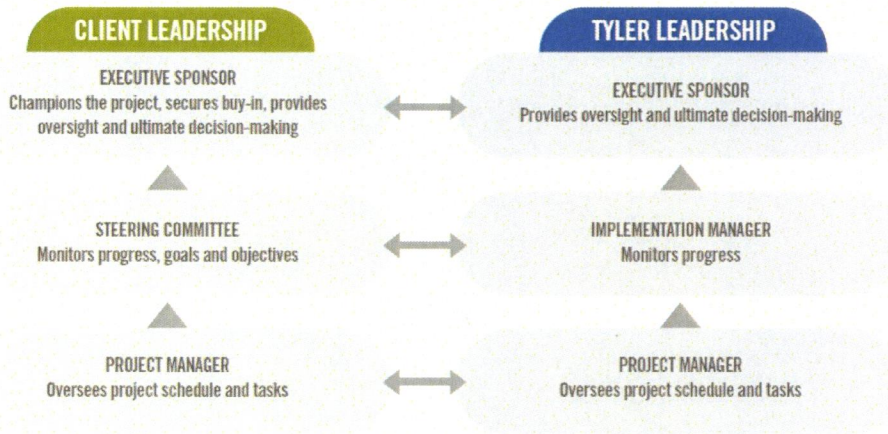 CLIENT LEADERSHIP
EXECUTIVE SPONSOR
Champions the project, secures buy-in, provides
oversight and ultimate decision-making
STEERING COMMITTEE
Monitors progress, goals and objectives
PROJECT MANAGER
Oversees project schedule and tasks
TYLER LEADERSHIP
EXECUTIVE SPONSOR
Provides oversight and ultimate decision-making
IMPLEMENTATION MANAGER
Monitors progress
PROJECT MANAGER
Oversees project schedule and tasks